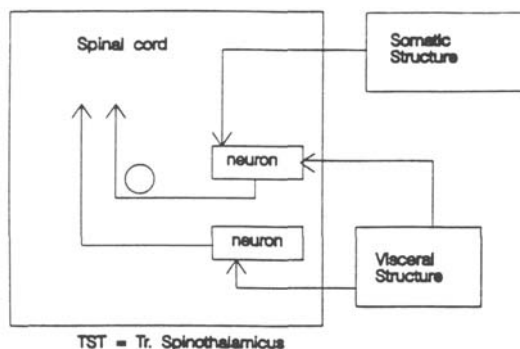 Spinal cord
Somatic
Structure
neuron
neuron
Visceral
Structure
TST = Tr. Spinothalamicus